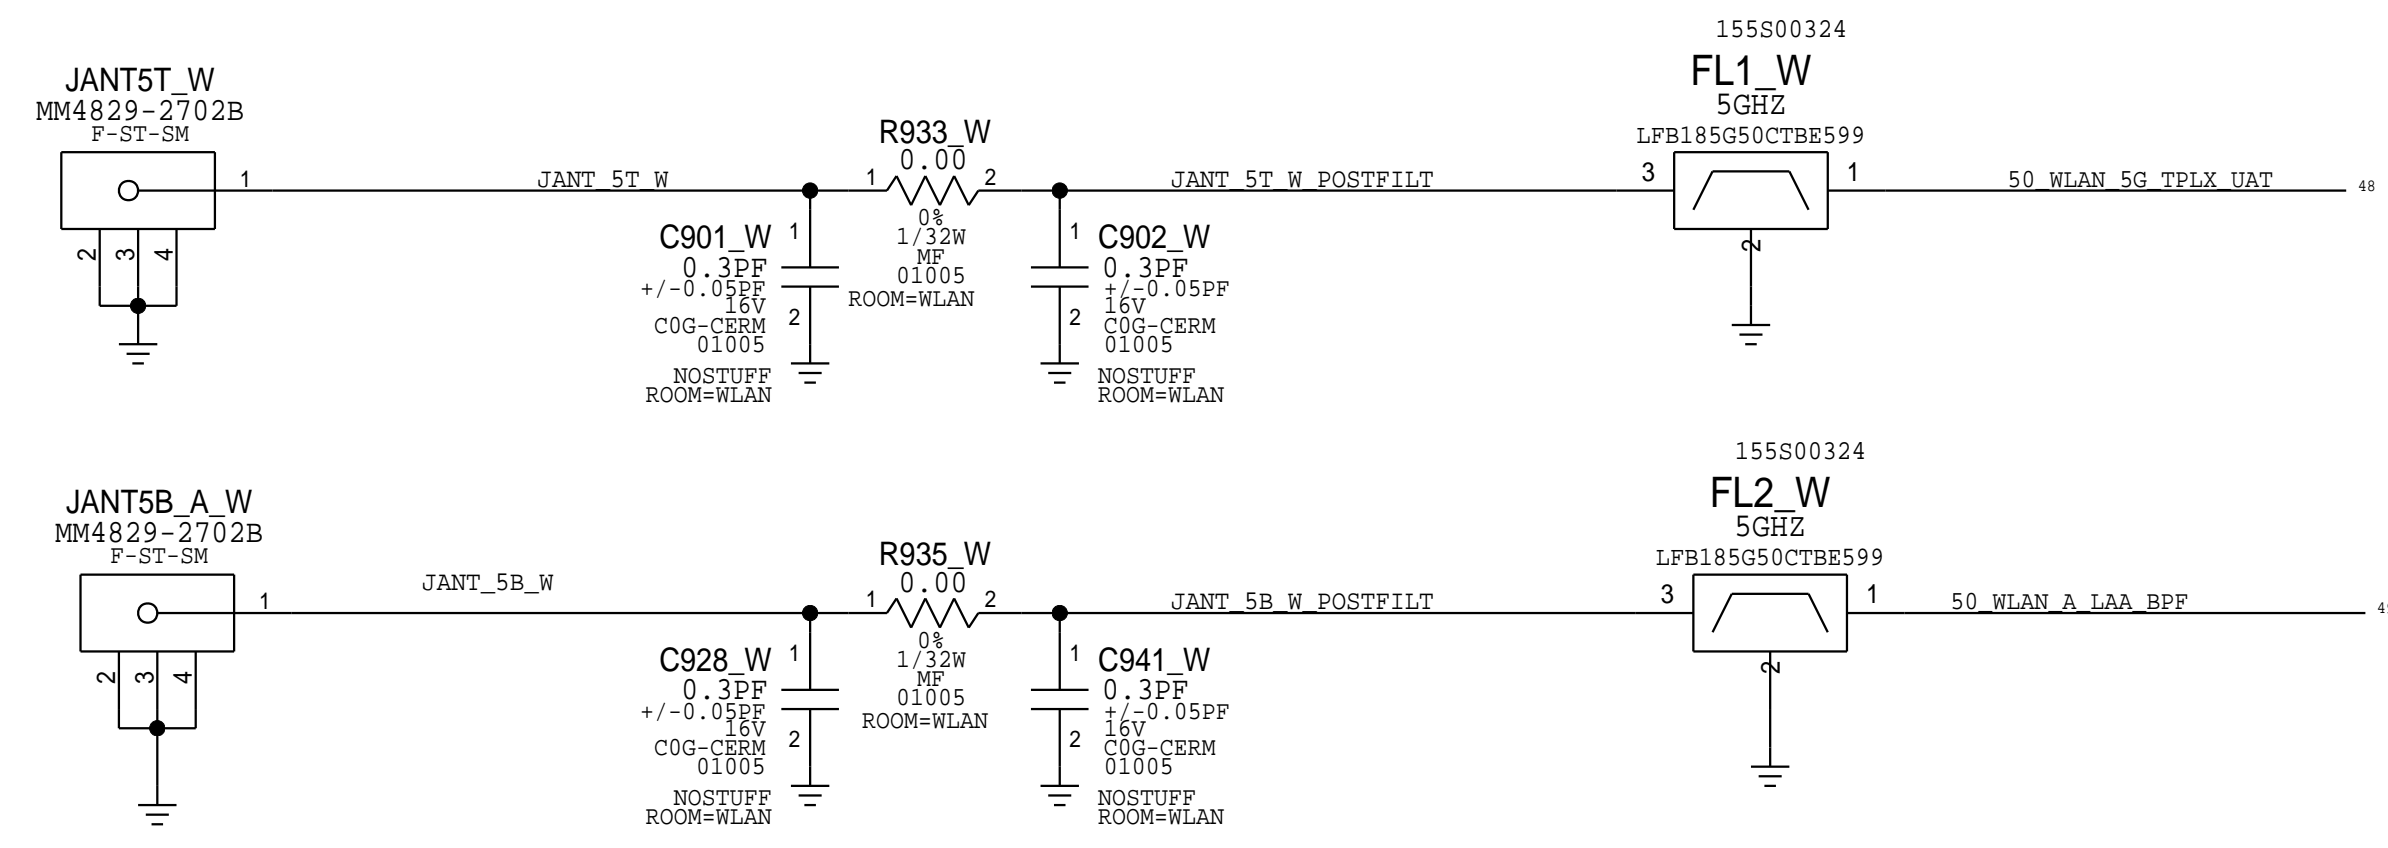 155S00324
FL1_W
5GHZ
LFB185G50CTBE599
JANT5T_W
MM4829-2702B
F-ST-SM
1
2
3
4
JANT_5T_W
R933_W
0.00
1
2
0%
1/32W
MF
01005
ROOM=WLAN
C901_W
1
0.3PF
+/-0.05PF
16V
2
C0G-CERM
01005
NOSTUFF
ROOM=WLAN
1
C902_W
0.3PF
+/-0.05PF
16V
2
C0G-CERM
01005
NOSTUFF
ROOM=WLAN
JANT_5T_W_POSTFILT
3
1
2
50_WLAN_5G_TPLX_UAT
48
155S00324
FL2_W
5GHZ
LFB185G50CTBE599
JANT5B_A_W
MM4829-2702B
F-ST-SM
1
2
3
4
JANT_5B_W
R935_W
0.00
1
2
0%
1/32W
MF
01005
ROOM=WLAN
C928_W
1
0.3PF
+/-0.05PF
16V
2
C0G-CERM
01005
NOSTUFF
ROOM=WLAN
1
C941_W
0.3PF
+/-0.05PF
16V
2
C0G-CERM
01005
NOSTUFF
ROOM=WLAN
JANT_5B_W_POSTFILT
3
1
2
50_WLAN_A_LAA_BPF